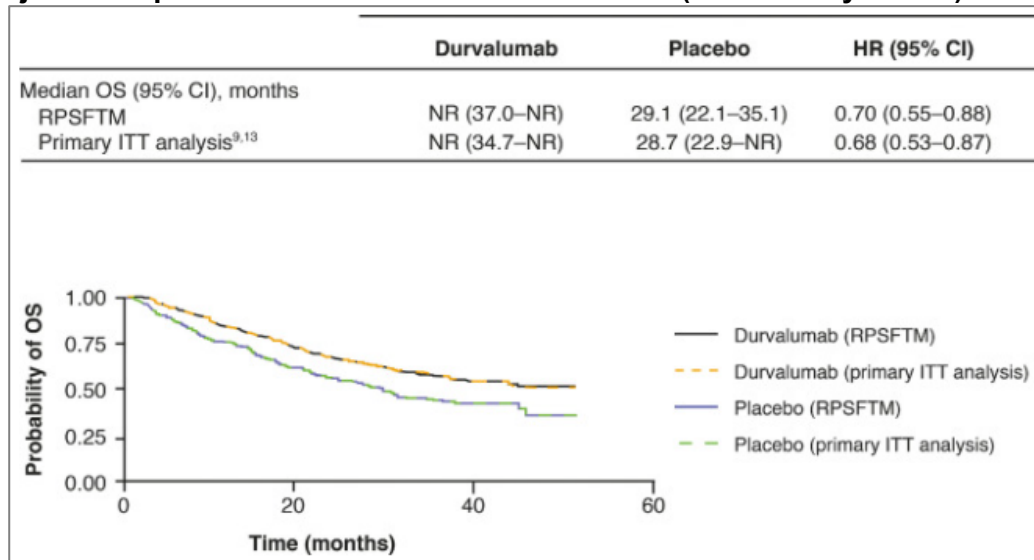 Durvalumab Placebo HR (95% CI)
Median OS (95% CI), months
RPSFTM NR (37.0–NR) 29.1 (22.1–35.1) 0.70 (0.55–0.88)
Primary ITT analysis9,13 NR (34.7–NR) 28.7 (22.9–NR) 0.68 (0.53–0.87)
Probability of OS
1.00
0.75
0.50
0.25
0.00
0 20 40 60
Time (months)
Durvalumab (RPSFTM)
Durvalumab (primary ITT analysis)
Placebo (RPSFTM)
Placebo (primary ITT analysis)